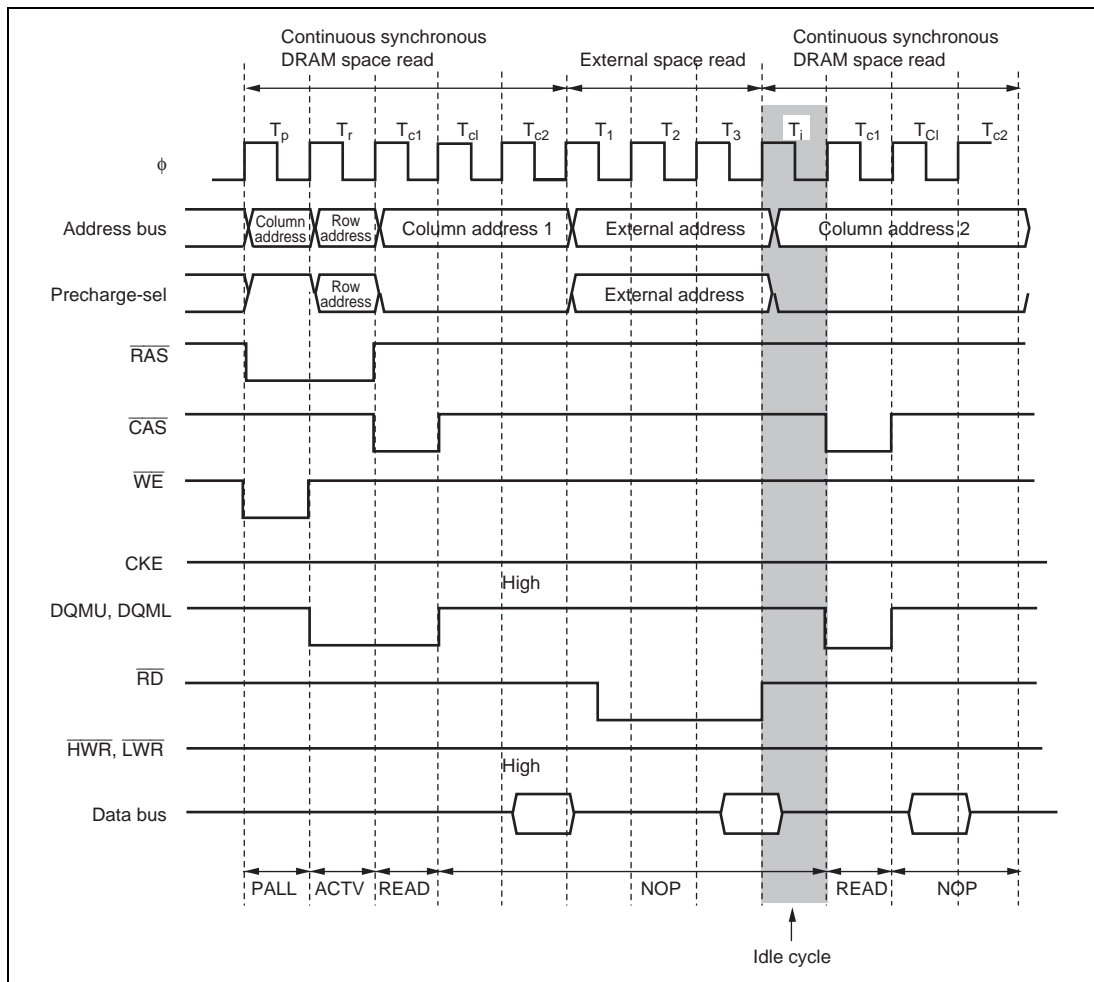 Continuous synchronous
DRAM space read
External space read
Continuous synchronous
DRAM space read
Tp Tr Tc1 Tcl Tc2 T1 T2 T3 Ti Tc1 TCl Tc2
ϕ
Address bus
Column
address
Row
address
Column address 1
External address
Column address 2
Precharge-sel
Row
address
External address
RAS
CAS
WE
CKE
High
DQMU, DQML
RD
HWR, LWR
High
Data bus
PALL ACTV READ NOP READ NOP
Idle cycle